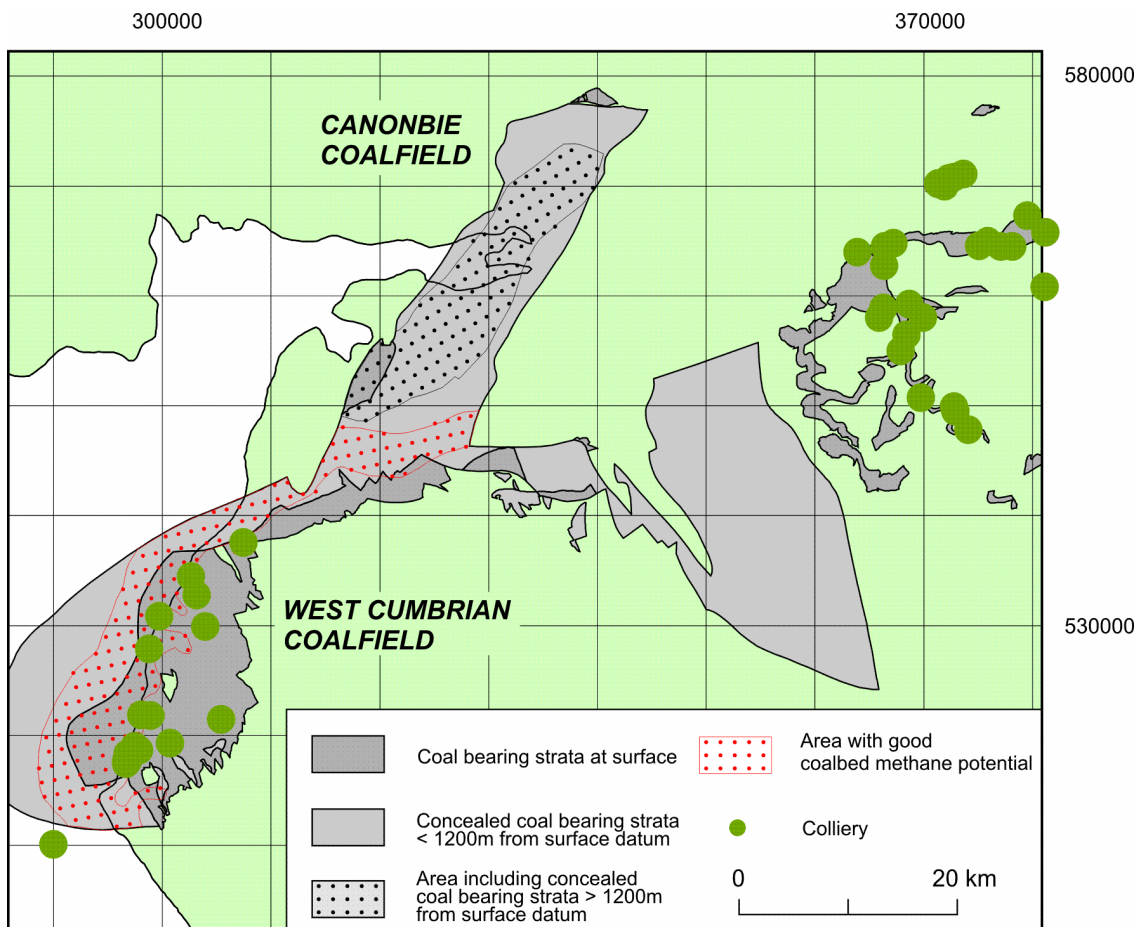 300000
370000
580000
CANONBIE
COALFIELD
WEST CUMBRIAN
COALFIELD
530000
Coal bearing strata at surface
Area with good
coalbed methane potential
Concealed coal bearing strata
< 1200m from surface datum
Colliery
Area including concealed
coal bearing strata > 1200m
from surface datum
0
20 km